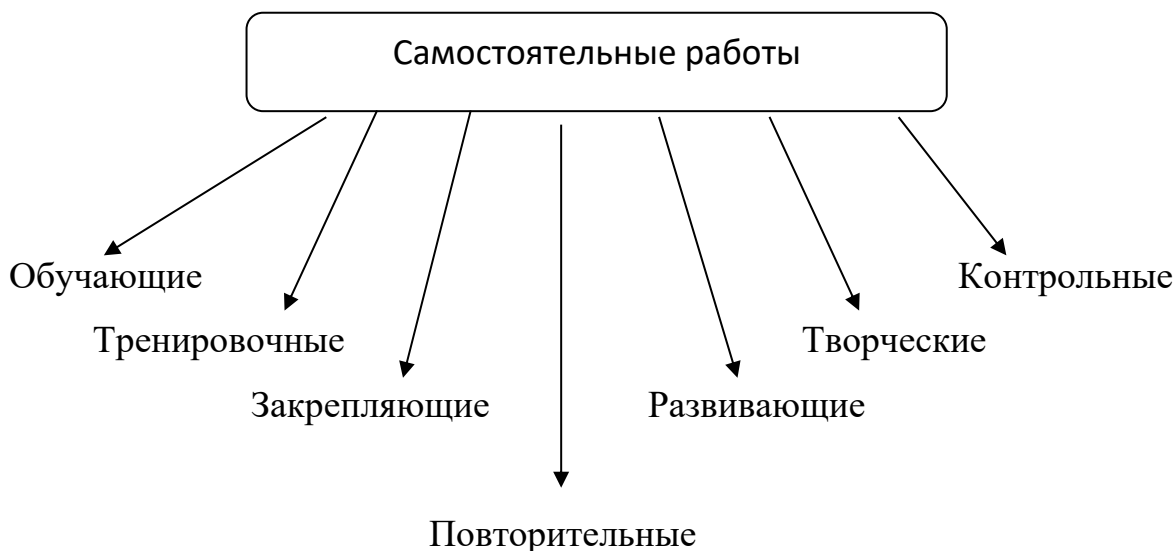 Самостоятельные работы
Обучающие
Контрольные
Тренировочные
Творческие
Закрепляющие
Развивающие
Повторительные